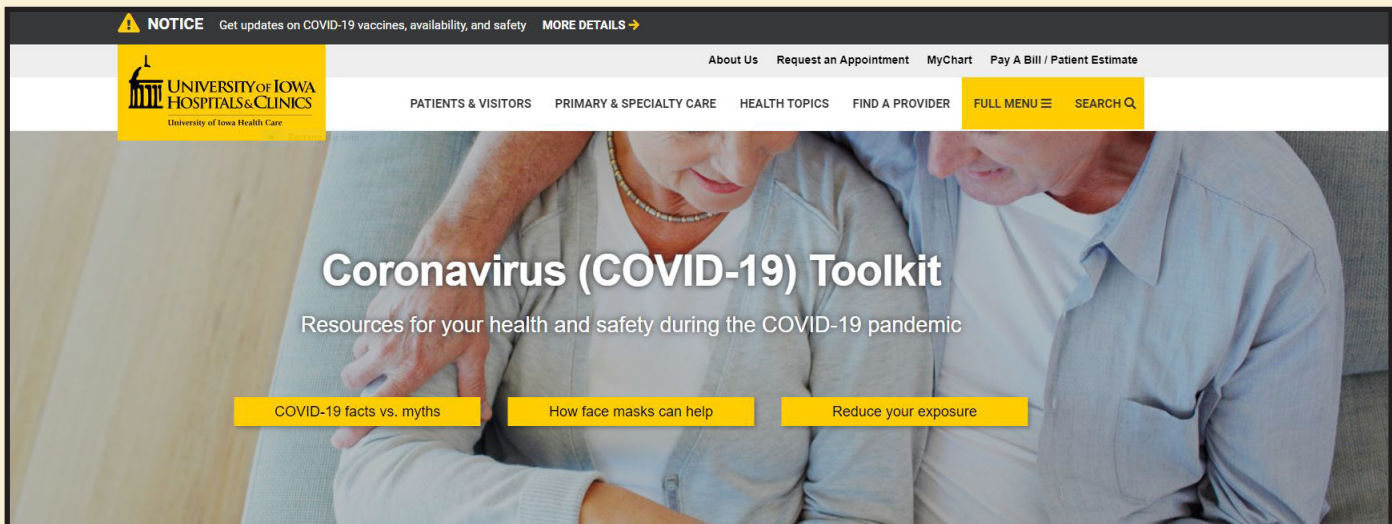 NOTICE Get updates on COVID-19 vaccines, availability, and safety MORE DETAILS →
About Us Request an Appointment MyChart Pay A Bill / Patient Estimate
UNIVERSITY OF IOWA
HOSPITALS & CLINICS
University of Iowa Health Care
PATIENTS & VISITORS PRIMARY & SPECIALTY CARE HEALTH TOPICS FIND A PROVIDER FULL MENU ☰ SEARCH
Coronavirus (COVID-19) Toolkit
Resources for your health and safety during the COVID-19 pandemic
COVID-19 facts vs. myths How face masks can help Reduce your exposure